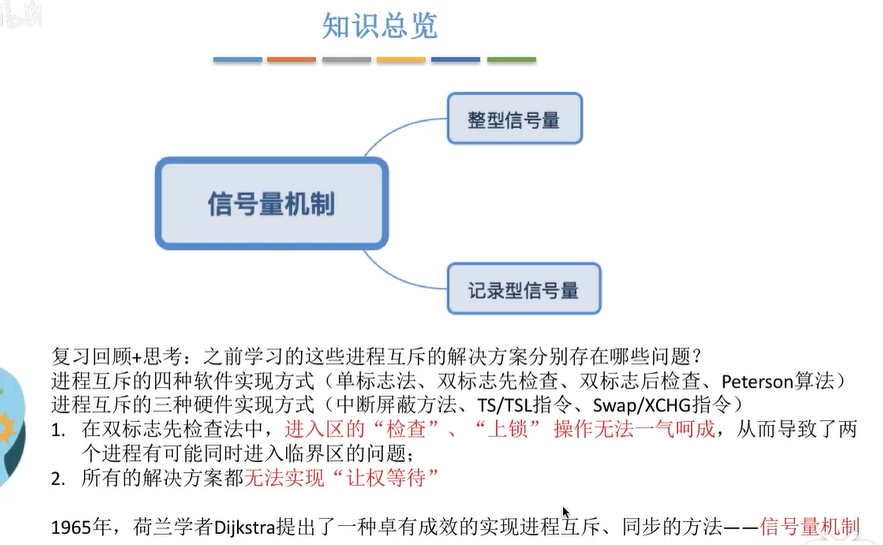 知识总览
整型信号量
信号量机制
记录型信号量
复习回顾+思考：之前学习的这些进程互斥的解决方案分别存在哪些问题？
进程互斥的四种软件实现方式（单标志法、双标志先检查、双标志后检查、Peterson算法）
进程互斥的三种硬件实现方式（中断屏蔽方法、TS/TSL指令、Swap/XCHG指令）
1. 在双标志先检查法中，进入区的“检查”、“上锁” 操作无法一气呵成，从而导致了两
个进程有可能同时进入临界区的问题；
2. 所有的解决方案都无法实现“让权等待”
1965年，荷兰学者Dijkstra提出了一种卓有成效的实现进程互斥、同步的方法——信号量机制